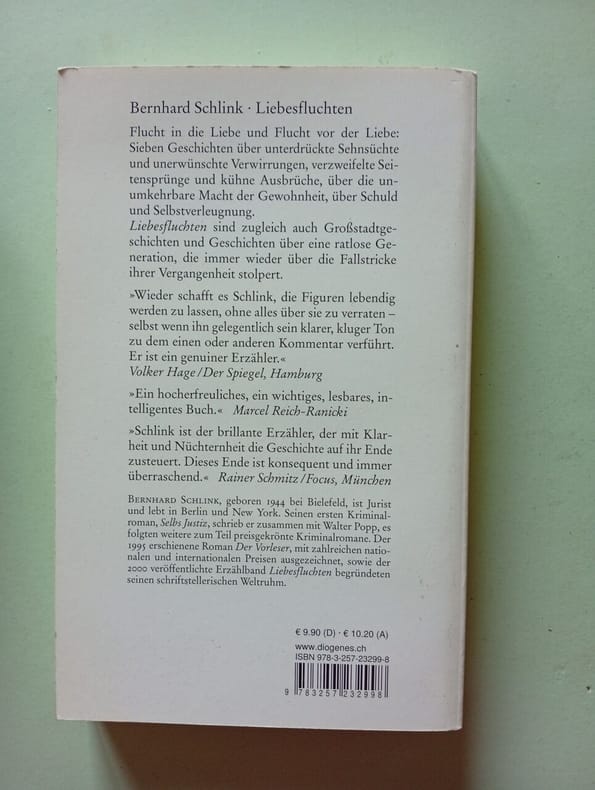 Bernhard Schlink · Liebesfluchten
Flucht in die Liebe und Flucht vor der Liebe:
Sieben Geschichten über unterdrückte Sehnsüchte
und unerwünschte Verwirrungen, verzweifelte Sei-
tensprünge und kühne Ausbrüche, über die un-
umkehrbare Macht der Gewohnheit, über Schuld
und Selbstverleugnung.
Liebesfluchten sind zugleich auch Großstadtge-
schichten und Geschichten über eine ratlose Ge-
neration, die immer wieder über die Fallstricke
ihrer Vergangenheit stolpert.
»Wieder schafft es Schlink, die Figuren lebendig
werden zu lassen, ohne alles über sie zu verraten –
selbst wenn ihn gelegentlich sein klarer, kluger Ton
zu dem einen oder anderen Kommentar verführt.
Er ist ein genuiner Erzähler.«
Volker Hage/Der Spiegel, Hamburg
»Ein hocherfreuliches, ein wichtiges, lesbares, in-
telligentes Buch.« Marcel Reich-Ranicki
»Schlink ist der brillante Erzähler, der mit Klar-
heit und Nüchternheit die Geschichte auf ihr Ende
zusteuert. Dieses Ende ist konsequent und immer
überraschend.« Rainer Schmitz/Focus, München
BERNHARD SCHLINK, geboren 1944 bei Bielefeld, ist Jurist
und lebt in Berlin und New York. Seinen ersten Kriminal-
roman, Selbs Justiz, schrieb er zusammen mit Walter Popp, es
folgten weitere zum Teil preisgekrönte Kriminalromane. Der
1995 erschienene Roman Der Vorleser, mit zahlreichen natio-
nalen und internationalen Preisen ausgezeichnet, sowie der
2000 veröffentlichte Erzählband Liebesfluchten begründeten
seinen schriftstellerischen Weltruhm.
€ 9.90 (D) · € 10.20 (A)
www.diogenes.ch
ISBN 978-3-257-23299-8
9 783257 232998